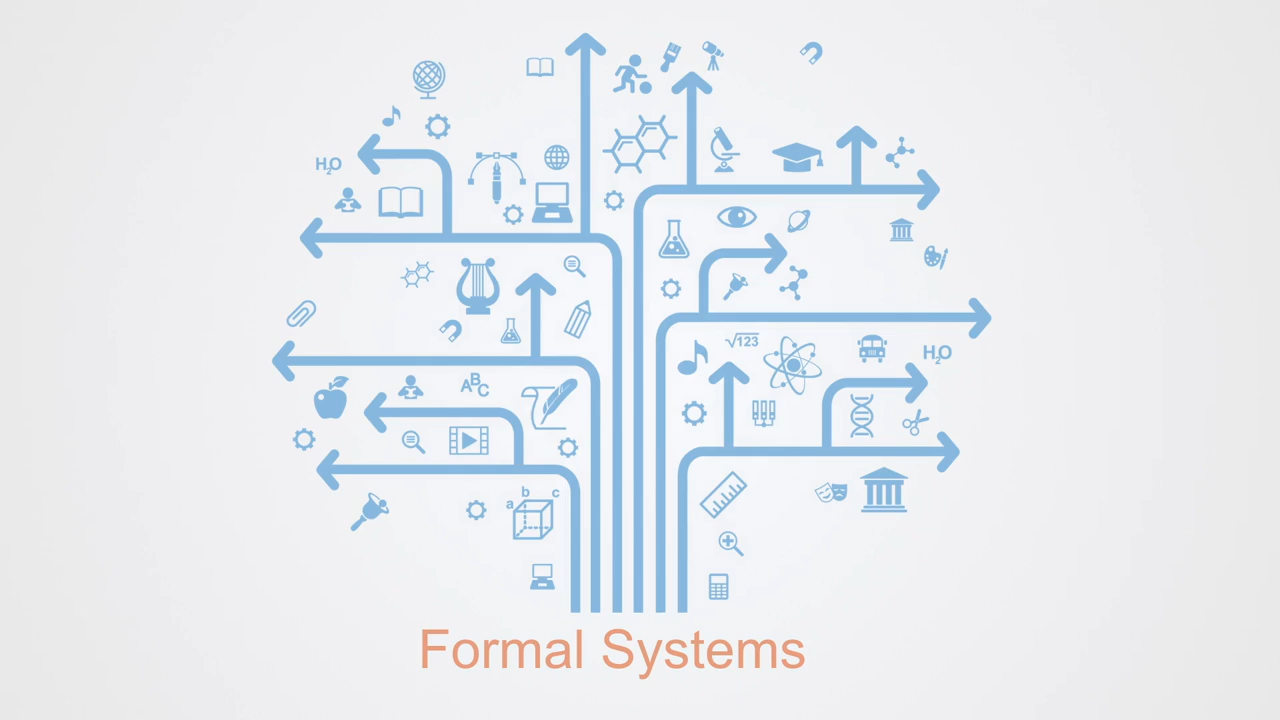 H2O
√123
H2O
ABC
a b c
Formal Systems